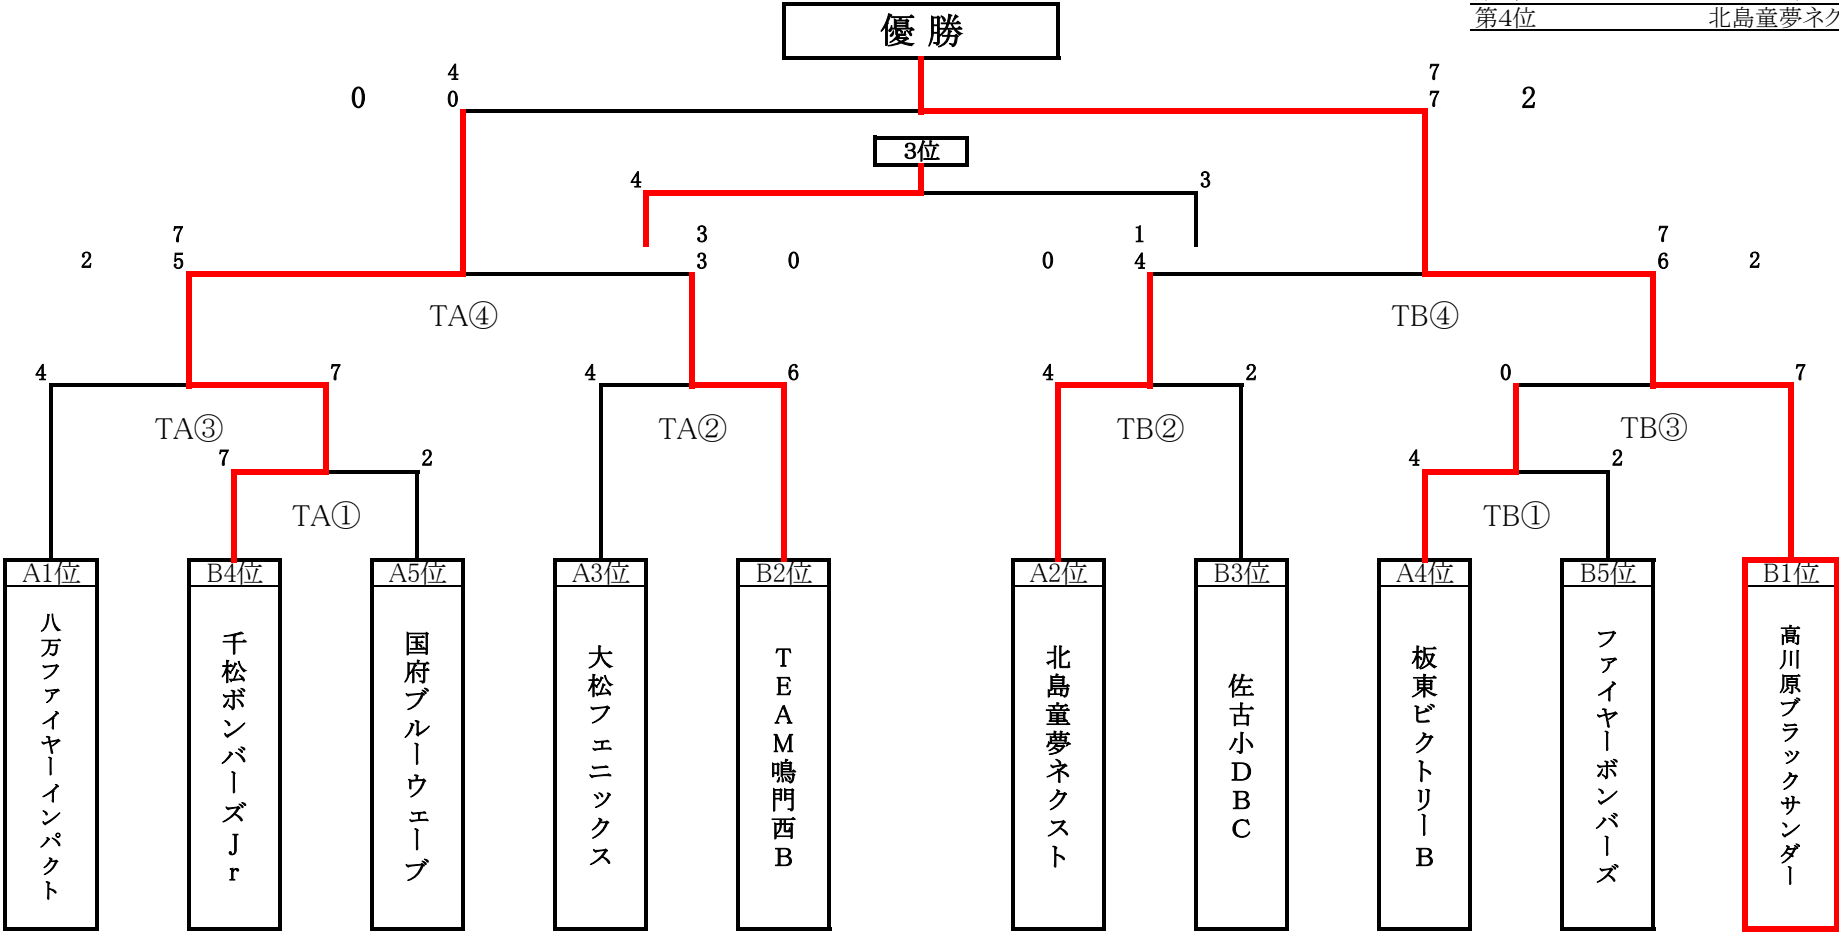 優 勝
第4位 北島童夢ネク
4 7
0 0 7 2
3位
4 3
7 3 1 7
2 5 3 0 0 4 6 2
TA④ TB④
4 7 4 6 4 2 0 7
TA③ TA② TB② TB③
7 2 4 2
TA① TB①
A1位 B4位 A5位 A3位 B2位 A2位 B3位 A4位 B5位 B1位
八万ファイヤーインパクト
千松ボンバーズJr
国府ブルーウェーブ
大松フェニックス
TEAM鳴門西B
北島童夢ネクスト
佐古小DBC
板東ビクトリーB
ファイヤーボンバーズ
高川原ブラックサンダー